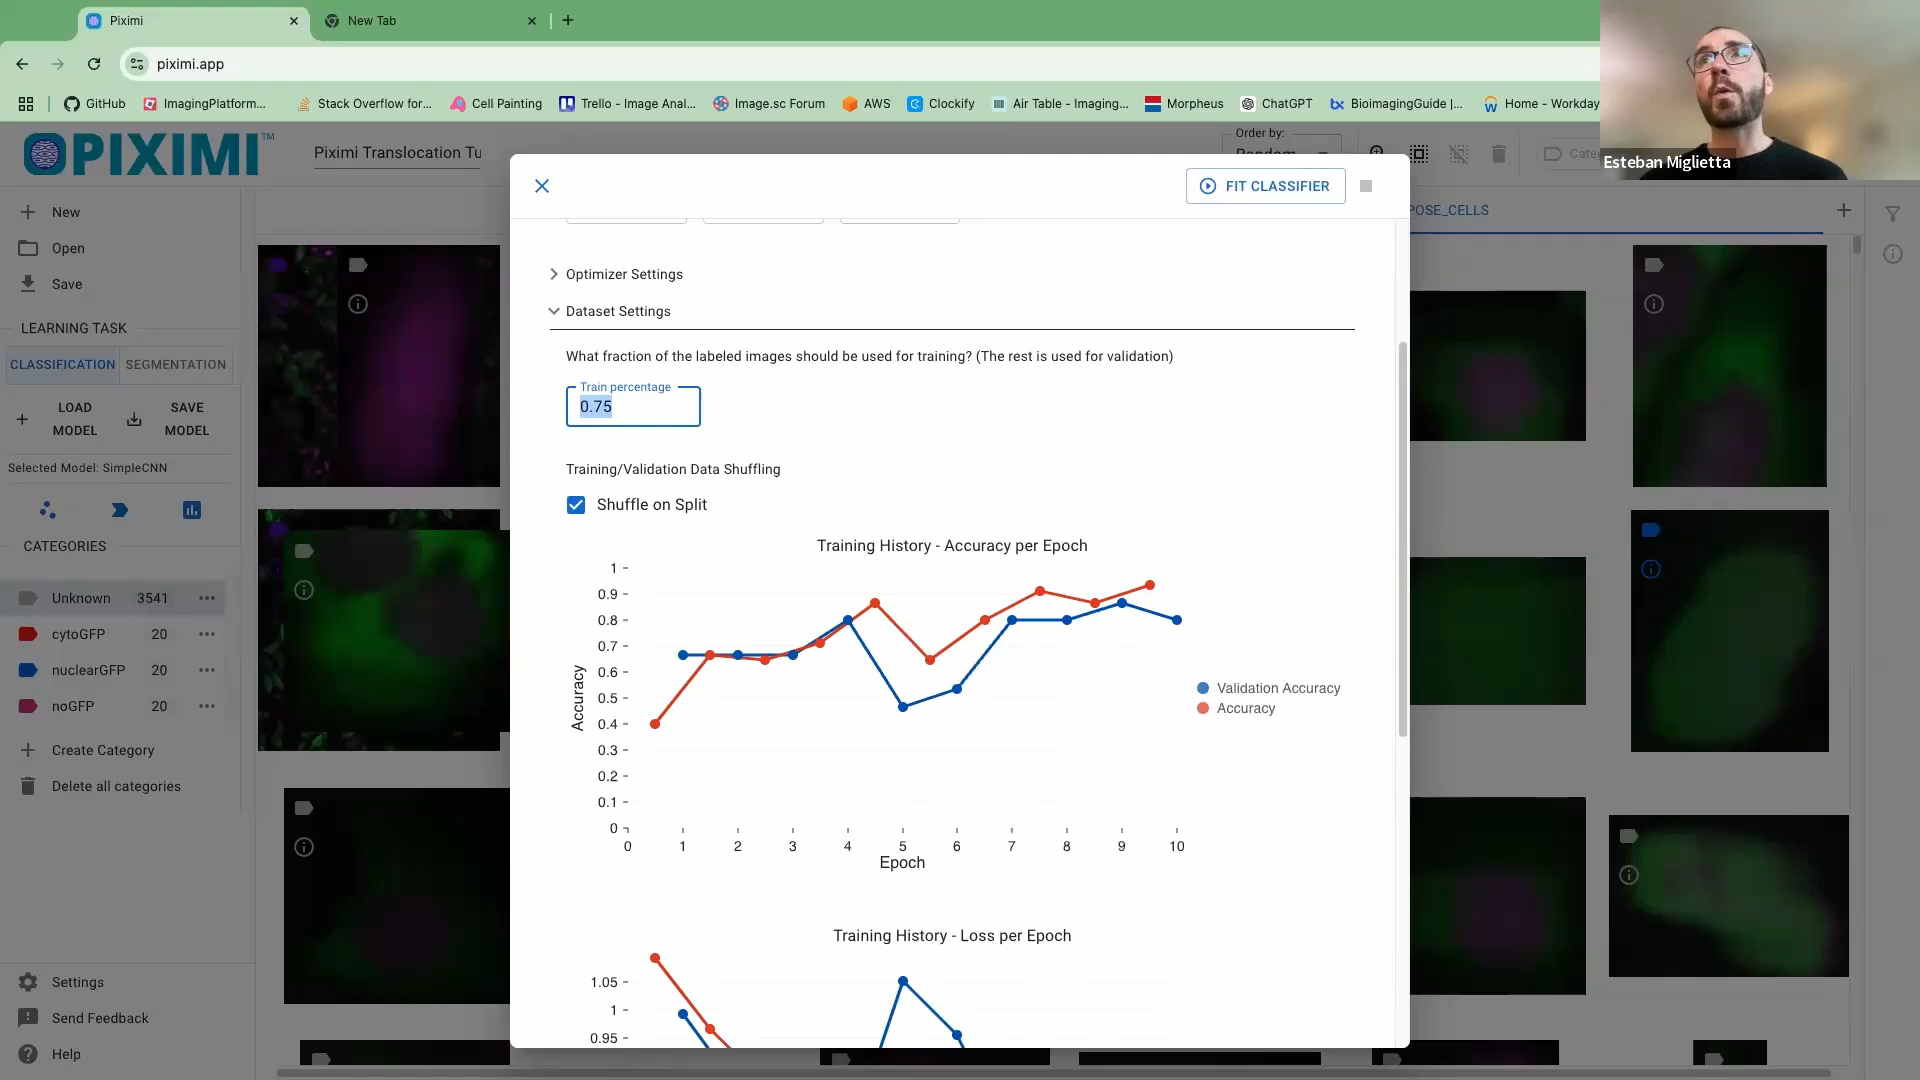 Piximi
New Tab
piximi.app
GitHub
ImagingPlatform...
Stack Overflow for...
Cell Painting
Trello - Image Anal...
Image.sc Forum
AWS
Clockify
Air Table - Imaging...
Morpheus
ChatGPT
BioimagingGuide |...
Home - Workday
Esteban Miglietta
PIXIMI™
Piximi Translocation Tu
Order by:
Random
Cate
New
Open
Save
LEARNING TASK
CLASSIFICATION
SEGMENTATION
LOAD
MODEL
SAVE
MODEL
Selected Model: SimpleCNN
CATEGORIES
Unknown 3541
cytoGFP 20
nuclearGFP 20
noGFP 20
Create Category
Delete all categories
Settings
Send Feedback
Help
FIT CLASSIFIER
POSE_CELLS
Optimizer Settings
Dataset Settings
What fraction of the labeled images should be used for training? (The rest is used for validation)
Train percentage
0.75
Training/Validation Data Shuffling
Shuffle on Split
Training History - Accuracy per Epoch
1
0.9
0.8
0.7
0.6
0.5
0.4
0.3
0.2
0.1
0
Accuracy
0 1 2 3 4 5 6 7 8 9 10
Epoch
Validation Accuracy
Accuracy
Training History - Loss per Epoch
1.05
1
0.95